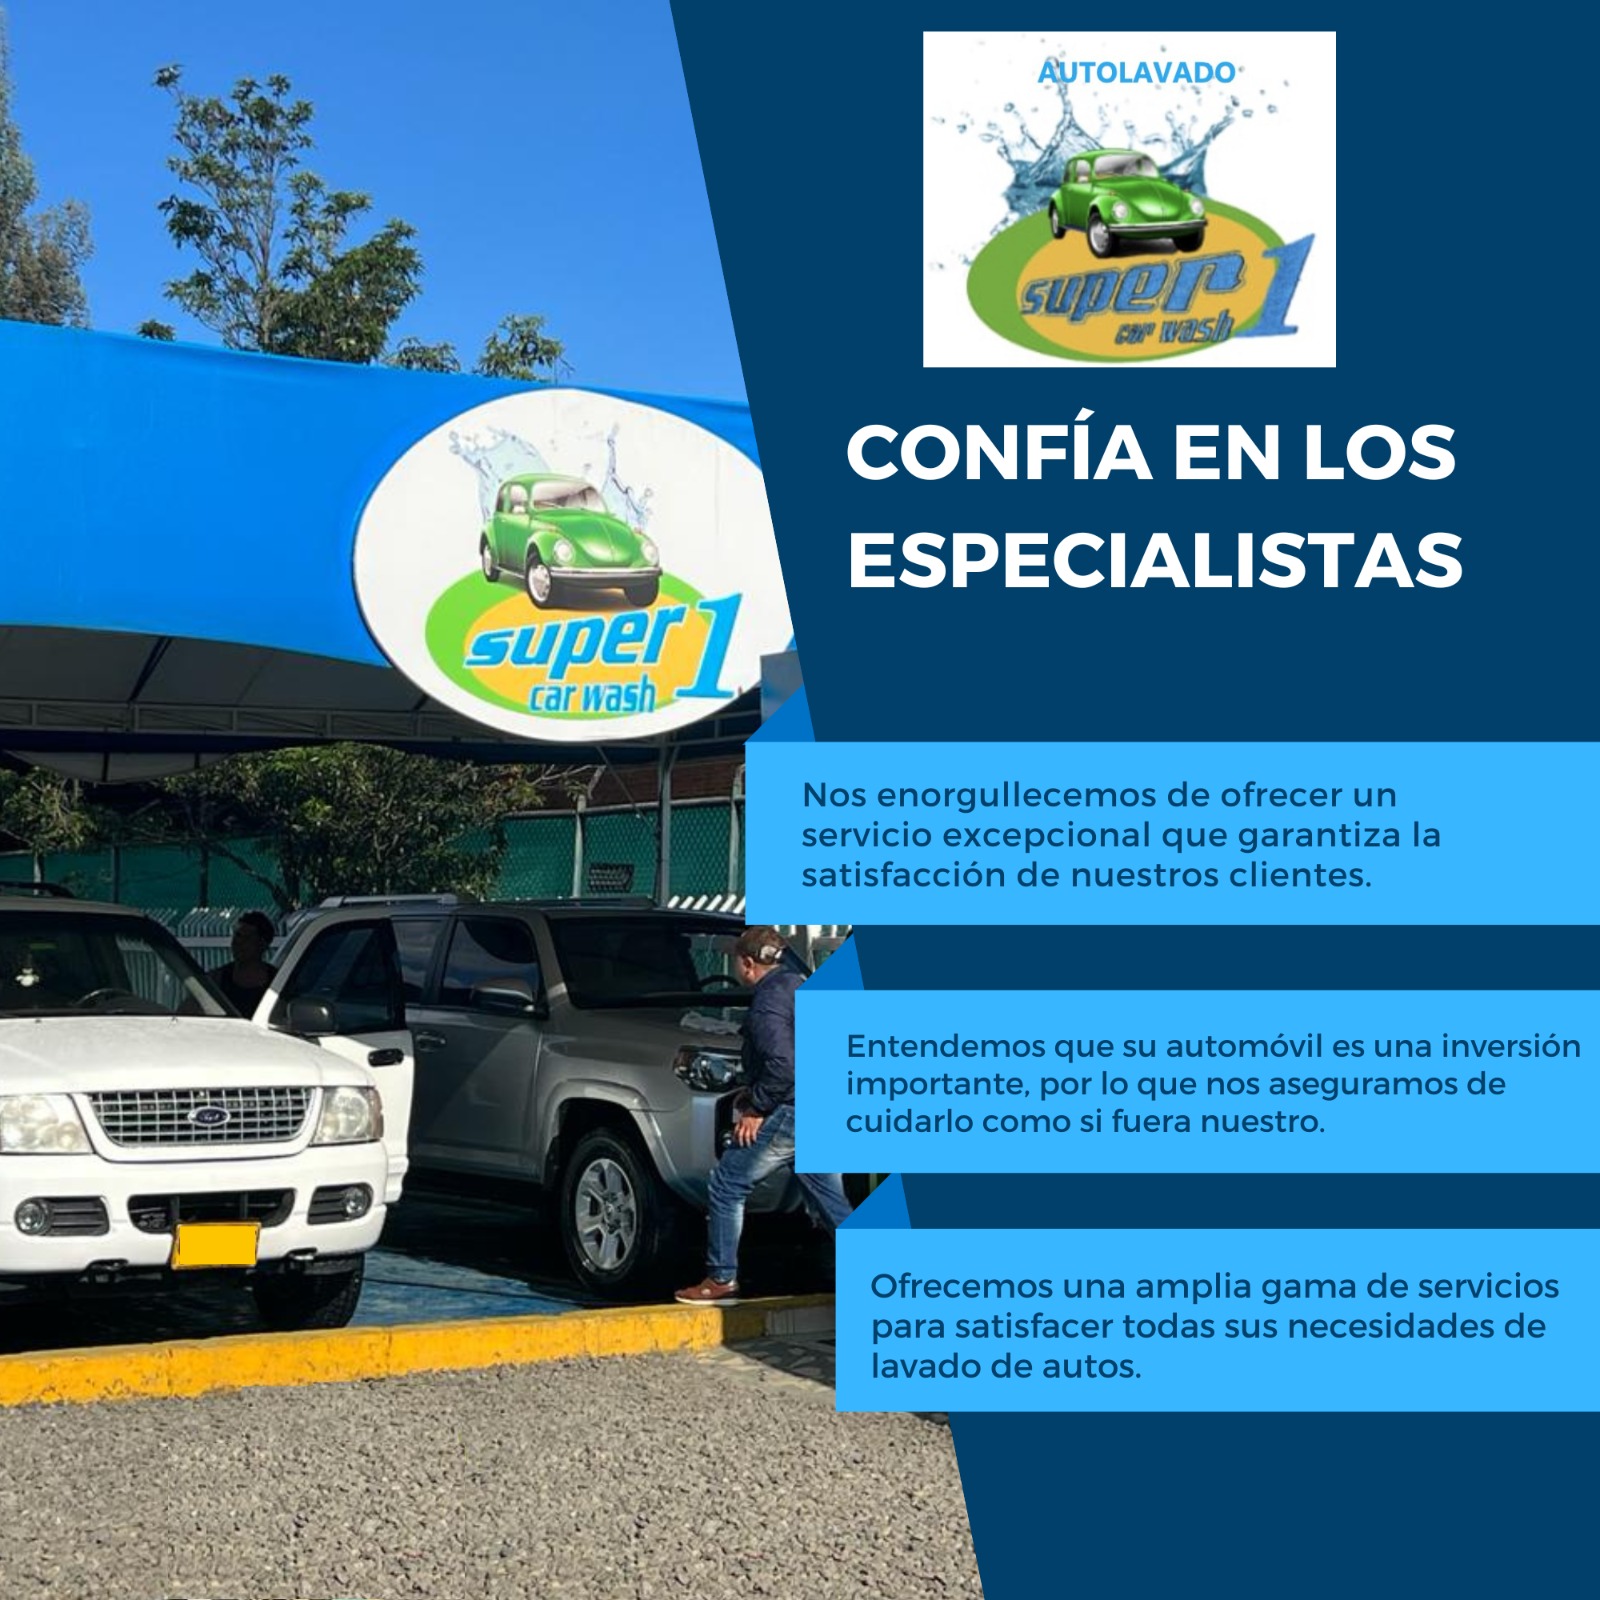 AUTOLAVADO
super 1
car wash
CONFÍA EN LOS
ESPECIALISTAS
super 1
car wash
Nos enorgullecemos de ofrecer un
servicio excepcional que garantiza la
satisfacción de nuestros clientes.
Ford
Entendemos que su automóvil es una inversión
importante, por lo que nos aseguramos de
cuidarlo como si fuera nuestro.
Ofrecemos una amplia gama de servicios
para satisfacer todas sus necesidades de
lavado de autos.